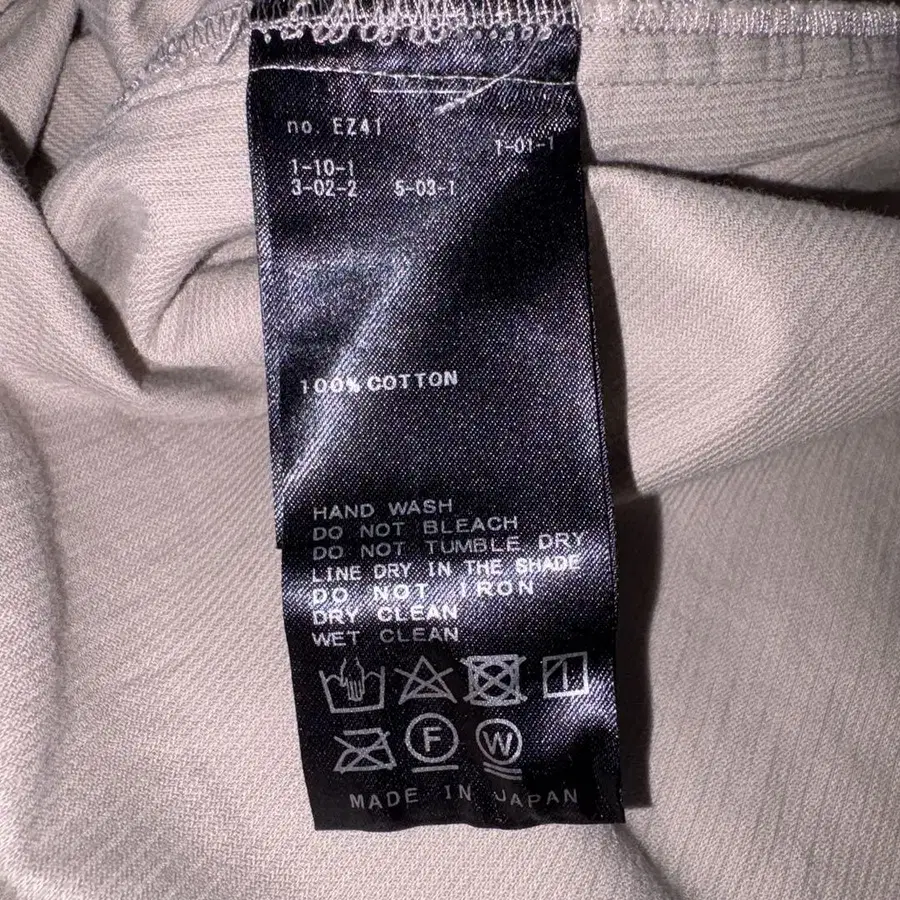 no. EZ41
1-01-1
1-10-1
3-02-2 5-03-1
100% COTTON
HAND WASH
DO NOT BLEACH
DO NOT TUMBLE DRY
LINE DRY IN THE SHADE
DO NOT IRON
DRY CLEAN
WET CLEAN
F W
MADE IN JAPAN